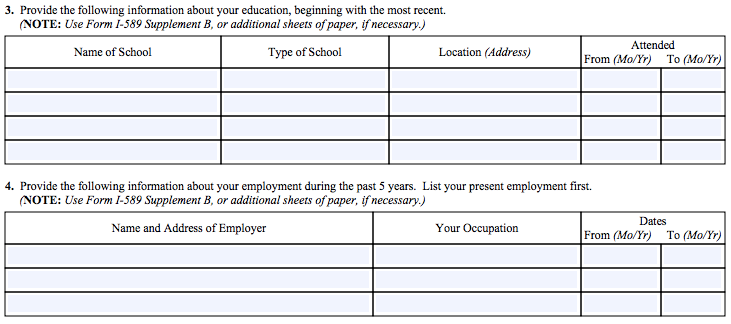 3. Provide the following information about your education, beginning with the most recent.
(NOTE: Use Form I-589 Supplement B, or additional sheets of paper, if necessary.)
Name of School Type of School Location (Address) Attended
From (Mo/Yr) To (Mo/Yr)
4. Provide the following information about your employment during the past 5 years. List your present employment first.
(NOTE: Use Form I-589 Supplement B, or additional sheets of paper, if necessary.)
Name and Address of Employer Your Occupation Dates
From (Mo/Yr) To (Mo/Yr)